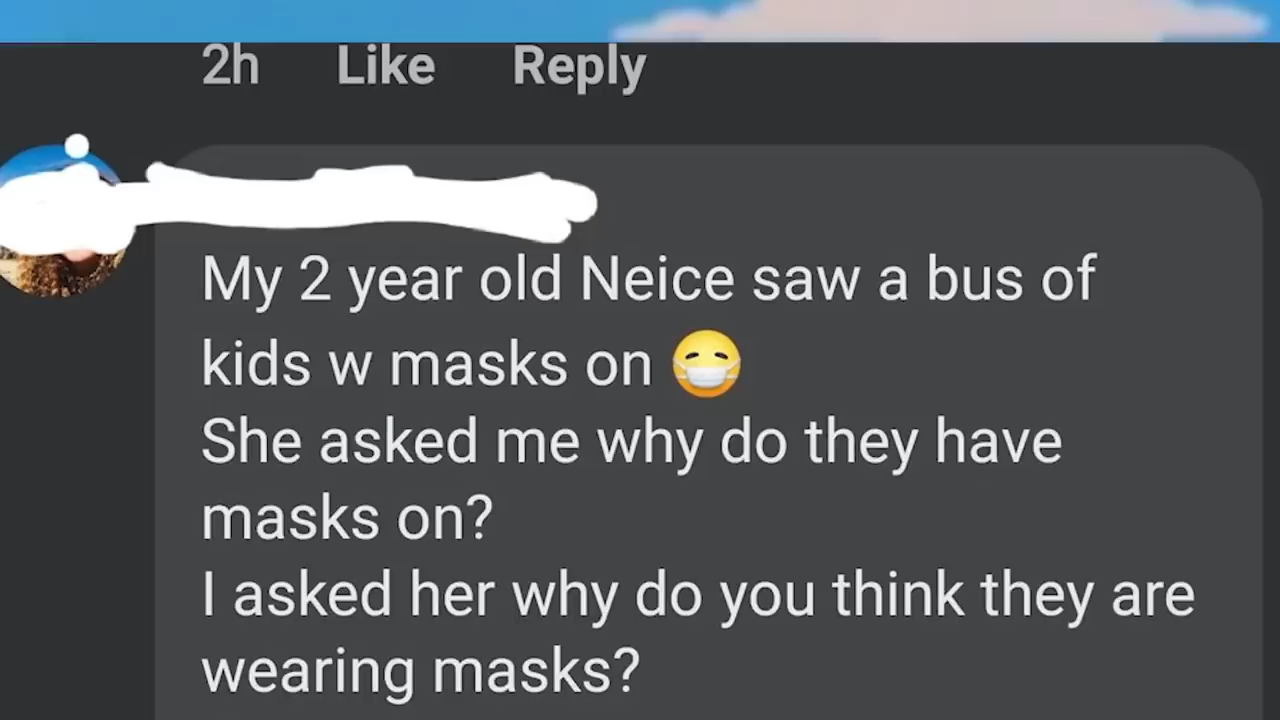 2h Like Reply
My 2 year old Neice saw a bus of
kids w masks on 😷
She asked me why do they have
masks on?
I asked her why do you think they are
wearing masks?